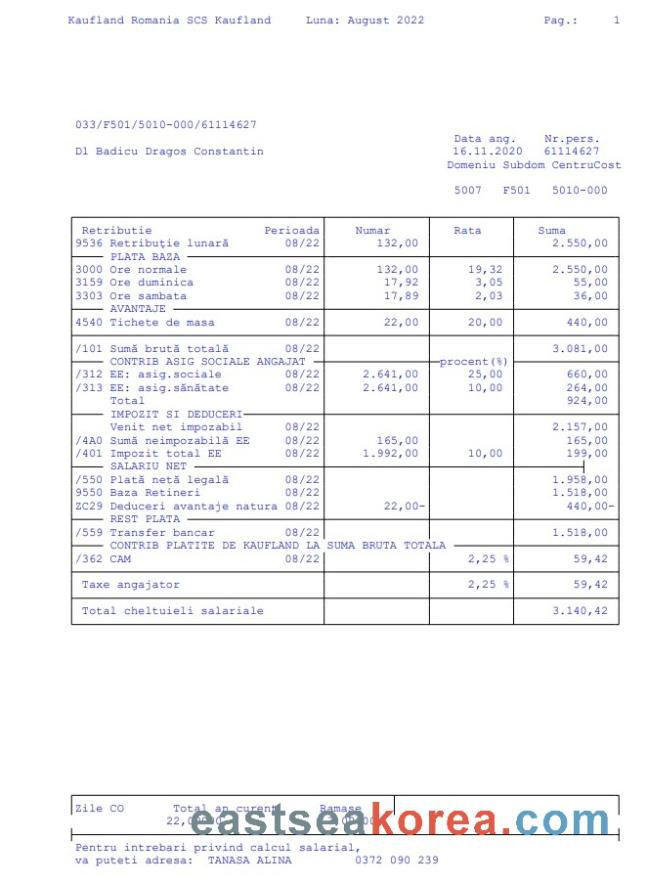 Kaufland Romania SCS Kaufland Luna: August 2022 Pag.: 1
033/F501/5010-000/61114627
Data ang. Nr.pers.
Dl Badicu Dragos Constantin 16.11.2020 61114627
Domeniu Subdom CentruCost
5007 F501 5010-000
Retributie Perioada Numar Rata Suma
9536 Retribuție lunară 08/22 132,00 2.550,00
PLATA BAZA
3000 Ore normale 08/22 132,00 19,32 2.550,00
3159 Ore duminica 08/22 17,92 3,05 55,00
3303 Ore sambata 08/22 17,89 2,03 36,00
AVANTAJE
4540 Tichete de masa 08/22 22,00 20,00 440,00
/101 Sumă brută totală 08/22 3.081,00
CONTRIB ASIG SOCIALE ANGAJAT procent(%)
/312 EE: asig.sociale 08/22 2.641,00 25,00 660,00
/313 EE: asig.sănătate 08/22 2.641,00 10,00 264,00
Total 924,00
IMPOZIT SI DEDUCERI
Venit net impozabil 08/22 2.157,00
/4A0 Sumă neimpozabilă EE 08/22 165,00 165,00
/401 Impozit total EE 08/22 1.992,00 10,00 199,00
SALARIU NET
/550 Plată netă legală 08/22 1.958,00
9550 Baza Retineri 08/22 1.518,00
ZC29 Deduceri avantaje natura 08/22 22,00- 440,00-
REST PLATA
/559 Transfer bancar 08/22 1.518,00
CONTRIB PLATITE DE KAUFLAND LA SUMA BRUTA TOTALA
/362 CAM 08/22 2,25 % 59,42
Taxe angajator 2,25 % 59,42
Total cheltuieli salariale 3.140,42
Zile CO Total an curent Ramase
eastseakorea.com
Pentru intrebari privind calcul salarial,
va puteti adresa: TANASA ALINA 0372 090 239